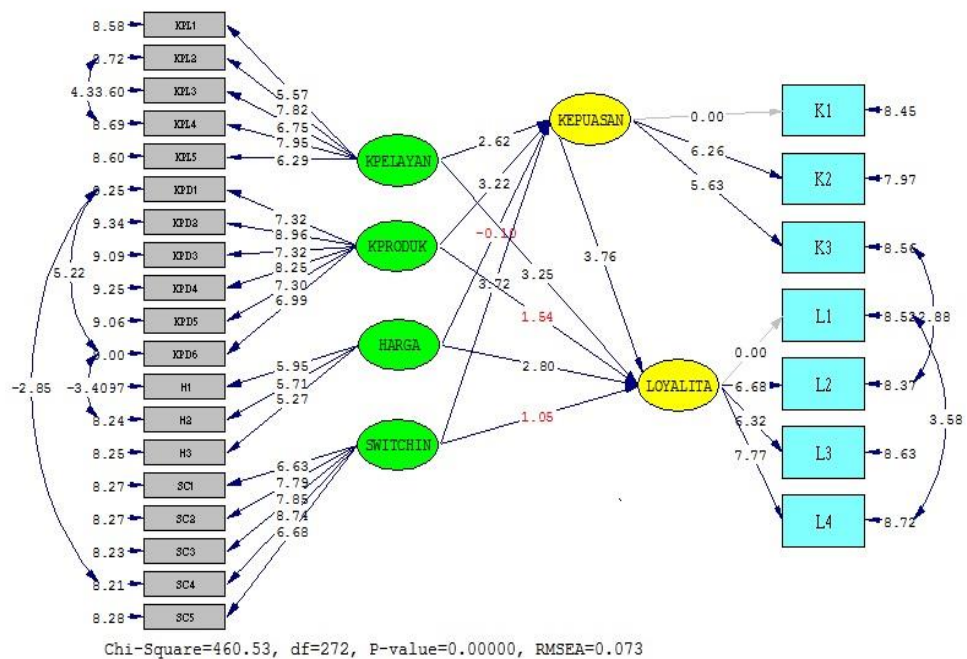 8.58 KPL1
8.72 KPL2
4.33.60 KPL3
8.69 KPL4
8.60 KPL5
9.25 KPD1
9.34 KPD2
9.09 KPD3
9.25 KPD4
9.06 KPD5
9.00 KPD6
-3.4097 H1
8.24 H2
8.25 H3
8.27 SC1
8.27 SC2
8.23 SC3
8.21 SC4
8.28 SC5
5.22
-2.85
5.57
7.82
6.75
7.95
6.29
7.32
8.96
7.32
8.25
7.30
6.99
5.95
5.71
5.27
6.63
7.79
7.85
8.74
6.68
KPELAYAN
KPRODUK
HARGA
SWITCHIN
2.62
3.22
-0.10
3.72
3.25
1.54
2.80
1.05
KEPUASAN
3.76
LOYALITA
0.00
6.26
5.63
0.00
6.68
6.32
7.77
K1 8.45
K2 7.97
K3 8.56
L1 8.532.88
L2 8.37
3.58
L3 8.63
L4 8.72
Chi-Square=460.53, df=272, P-value=0.00000, RMSEA=0.073